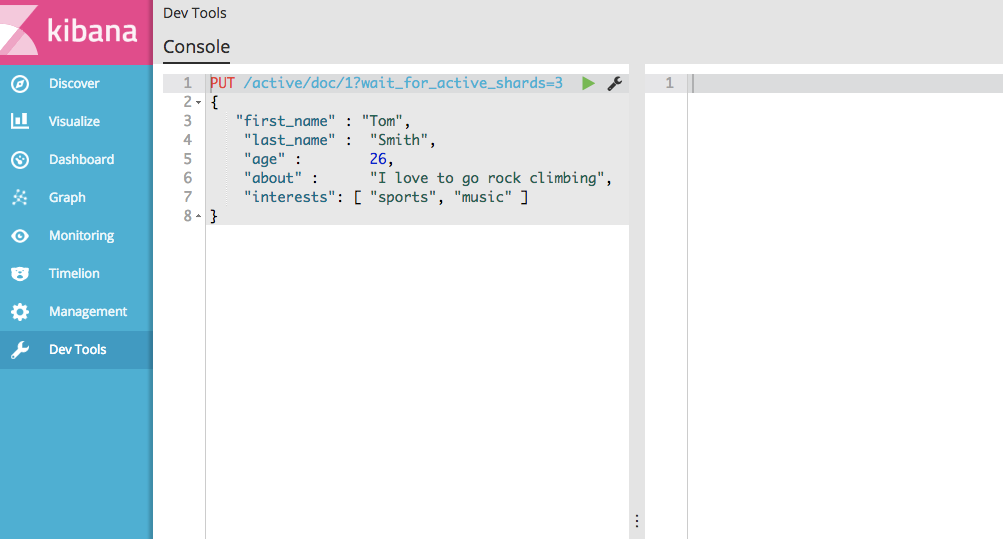 kibana
Discover
Visualize
Dashboard
Graph
Monitoring
Timelion
Management
Dev Tools
Dev Tools
Console
1 PUT /active/doc/1?wait_for_active_shards=3
2 {
3    "first_name" : "Tom",
4     "last_name" :  "Smith",
5     "age" :        26,
6     "about" :      "I love to go rock climbing",
7     "interests": [ "sports", "music" ]
8 }
1